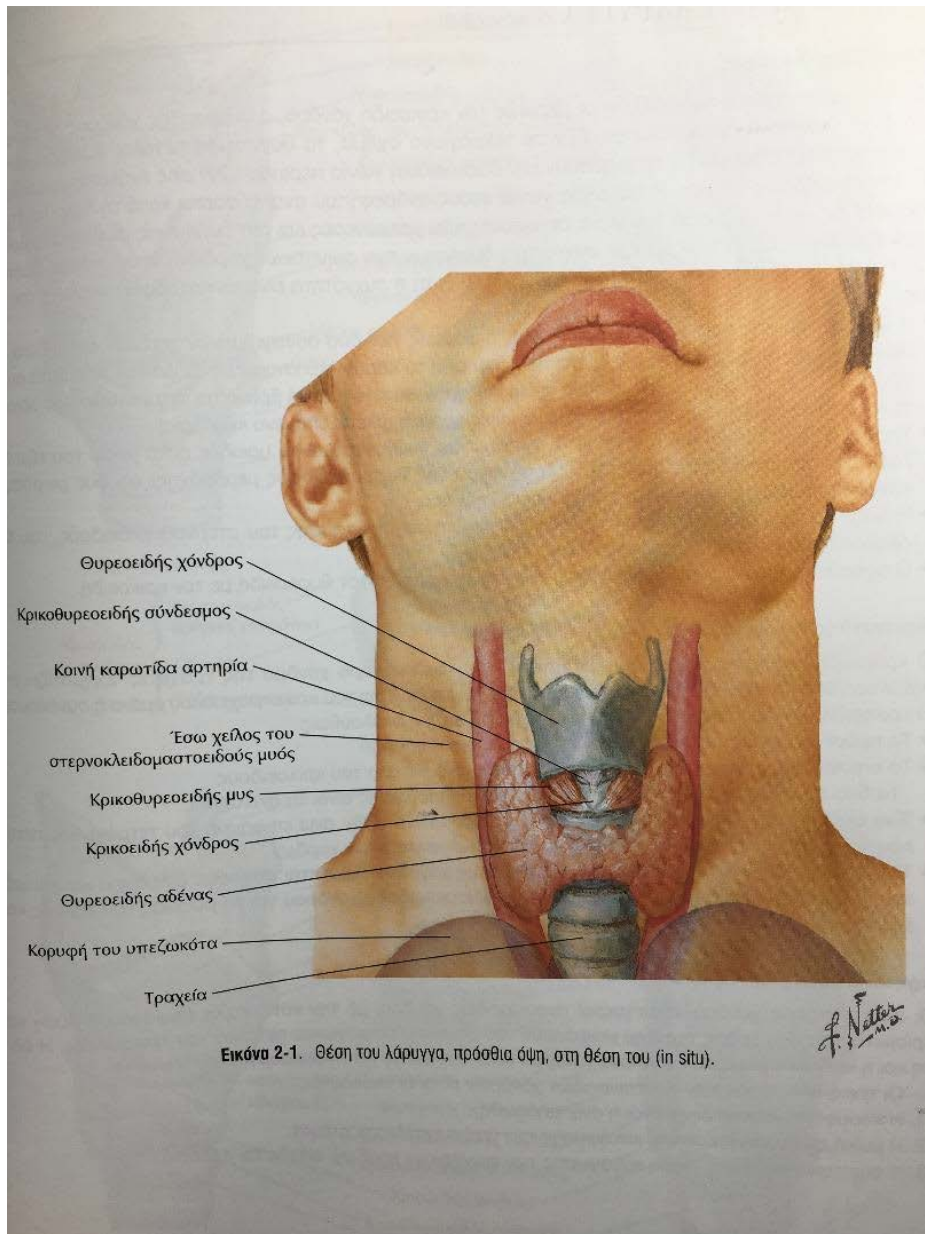 Θυρεοειδής χόνδρος
Κρικοθυρεοειδής σύνδεσμος
Κοινή καρωτίδα αρτηρία
Έσω χείλος του
στερνοκλειδομαστοειδούς μυός
Κρικοθυρεοειδής μυς
Κρικοειδής χόνδρος
Θυρεοειδής αδένας
Κορυφή του υπεζωκότα
Τραχεία
F. Netter
M.D.
Εικόνα 2-1. Θέση του λάρυγγα, πρόσθια όψη, στη θέση του (in situ).